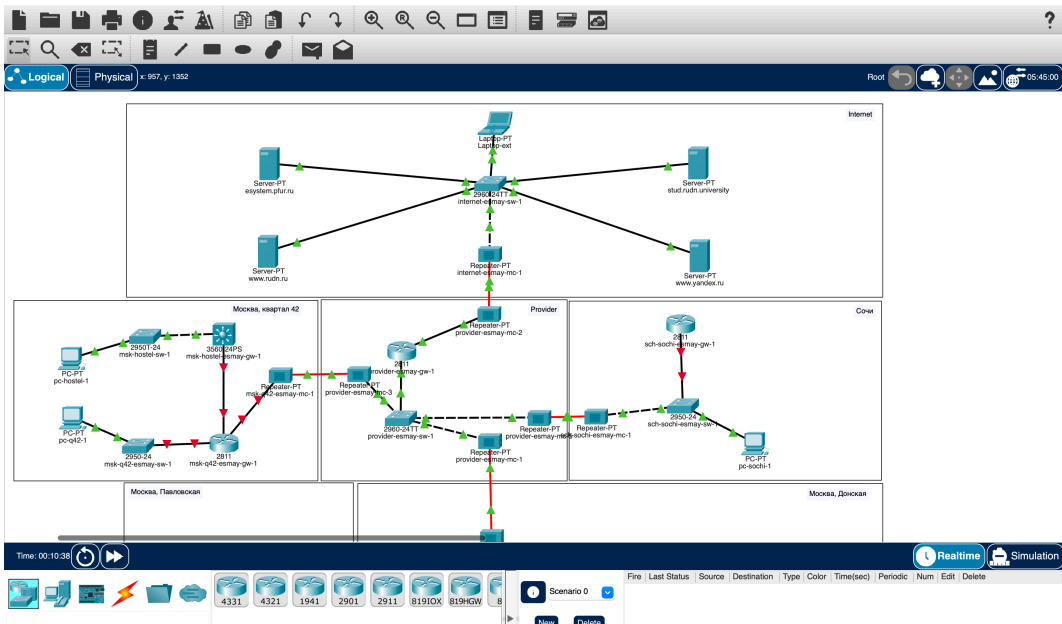 Logical
Physical
x: 957, y: 1352
Root
05:45:00
Internet
Laptop-PT
Laptop-ext
Server-PT
esystem.pfur.ru
Server-PT
stud.rudn.university
2960-24TT
internet-esmay-sw-1
Server-PT
www.rudn.ru
Repeater-PT
internet-esmay-mc-1
Server-PT
www.yandex.ru
Москва, квартал 42
Provider
Сочи
Repeater-PT
provider-esmay-mc-2
2811
sch-sochi-esmay-gw-1
2950T-24
msk-hostel-sw-1
3560-24PS
msk-hostel-esmay-gw-1
2811
provider-esmay-gw-1
PC-PT
pc-hostel-1
Repeater-PT
msk-q42-esmay-mc-1
Repeater-PT
provider-esmay-mc-3
PC-PT
pc-q42-1
2960-24TT
provider-esmay-sw-1
Repeater-PT
Repeater-PT
sch-sochi-esmay-mc-1
2950-24
sch-sochi-esmay-sw-1
2950-24
msk-q42-esmay-sw-1
2811
msk-q42-esmay-gw-1
Repeater-PT
provider-esmay-mc-1
PC-PT
pc-sochi-1
Москва, Павловская
Москва, Донская
Time: 00:10:38
Realtime
Simulation
4331
4321
1941
2901
2911
819IOX
819HGW
Scenario 0
New
Delete
Fire Last Status Source Destination Type Color Time(sec) Periodic Num Edit Delete